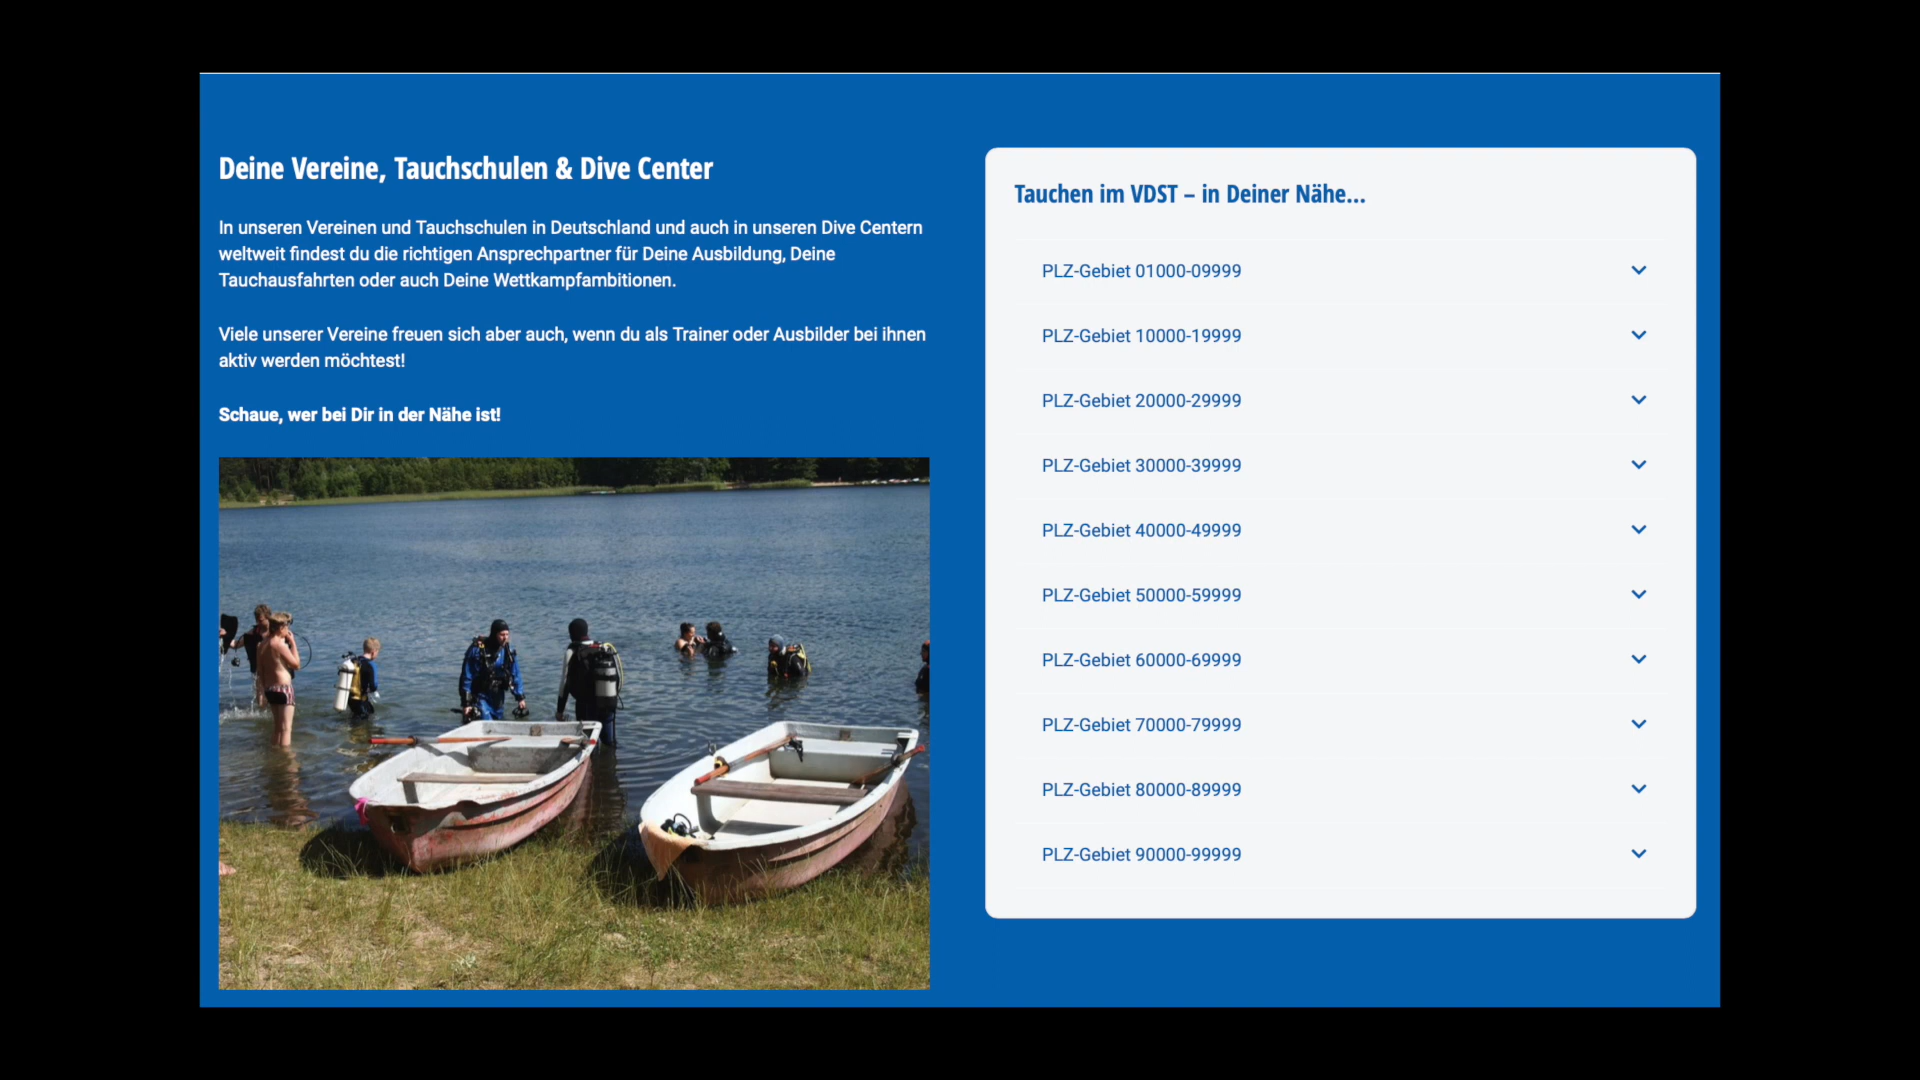 Deine Vereine, Tauchschulen & Dive Center
In unseren Vereinen und Tauchschulen in Deutschland und auch in unseren Dive Centern
weltweit findest du die richtigen Ansprechpartner für Deine Ausbildung, Deine
Tauchausfahrten oder auch Deine Wettkampfambitionen.
Viele unserer Vereine freuen sich aber auch, wenn du als Trainer oder Ausbilder bei ihnen
aktiv werden möchtest!
Schaue, wer bei Dir in der Nähe ist!
Tauchen im VDST – in Deiner Nähe...
PLZ-Gebiet 01000-09999
PLZ-Gebiet 10000-19999
PLZ-Gebiet 20000-29999
PLZ-Gebiet 30000-39999
PLZ-Gebiet 40000-49999
PLZ-Gebiet 50000-59999
PLZ-Gebiet 60000-69999
PLZ-Gebiet 70000-79999
PLZ-Gebiet 80000-89999
PLZ-Gebiet 90000-99999